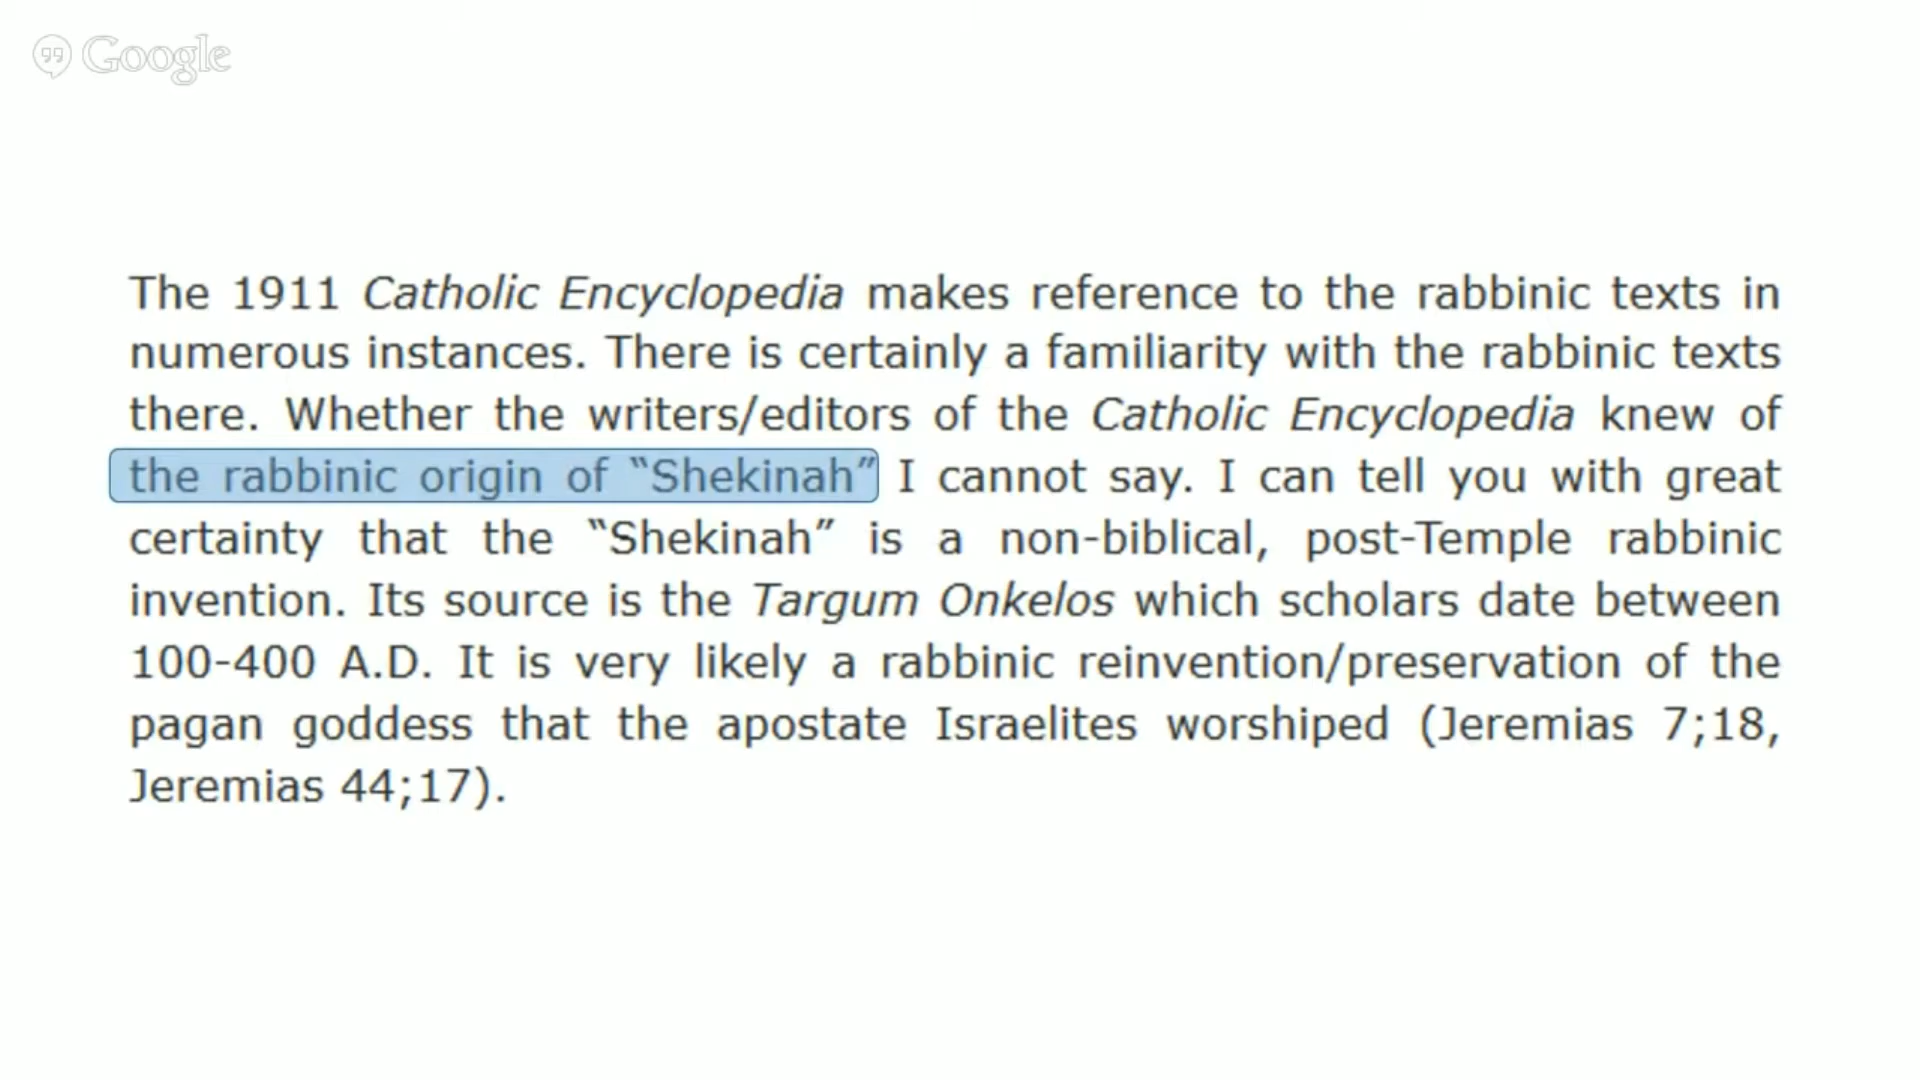 Google
The 1911 Catholic Encyclopedia makes reference to the rabbinic texts in
numerous instances. There is certainly a familiarity with the rabbinic texts
there. Whether the writers/editors of the Catholic Encyclopedia knew of
the rabbinic origin of “Shekinah” I cannot say. I can tell you with great
certainty that the “Shekinah” is a non-biblical, post-Temple rabbinic
invention. Its source is the Targum Onkelos which scholars date between
100-400 A.D. It is very likely a rabbinic reinvention/preservation of the
pagan goddess that the apostate Israelites worshiped (Jeremias 7;18,
Jeremias 44;17).